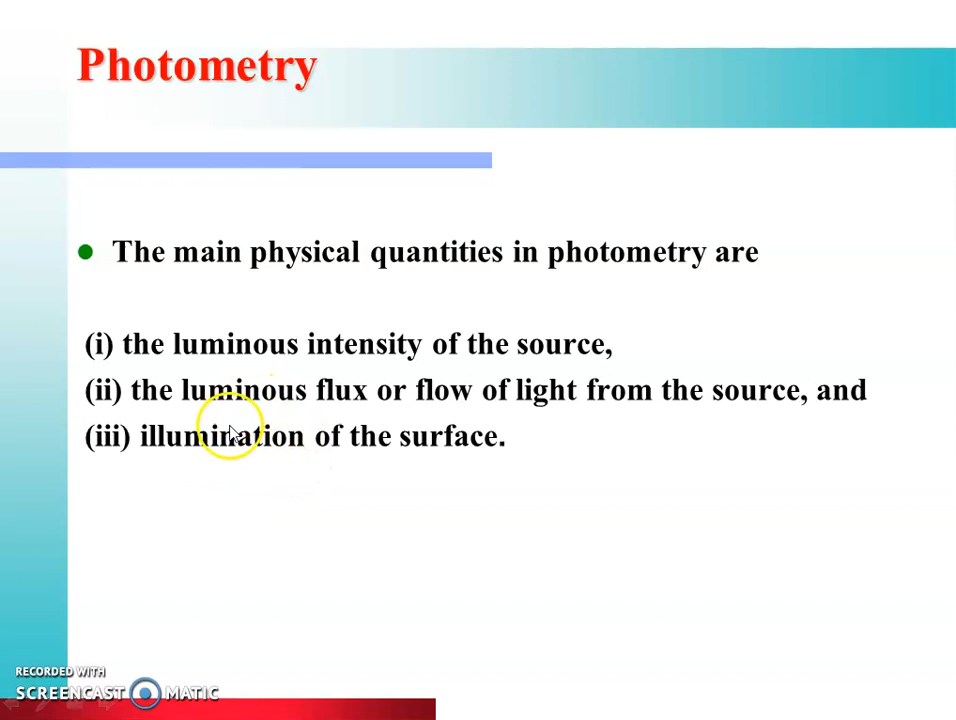 Photometry
The main physical quantities in photometry are
(i) the luminous intensity of the source,
(ii) the luminous flux or flow of light from the source, and
(iii) illumination of the surface.
RECORDED WITH
SCREENCAST MATIC